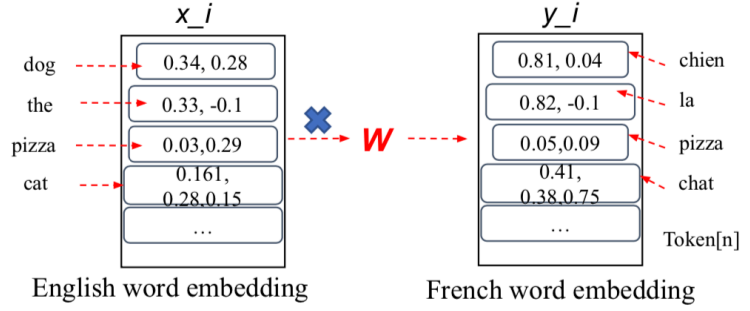 x_i
y_i
dog
0.34, 0.28
0.81, 0.04
chien
the
0.33, -0.1
0.82, -0.1
la
pizza
0.03,0.29
W
0.05,0.09
pizza
cat
0.161,
0.28,0.15
0.41,
0.38,0.75
chat
…
…
Token[n]
English word embedding
French word embedding